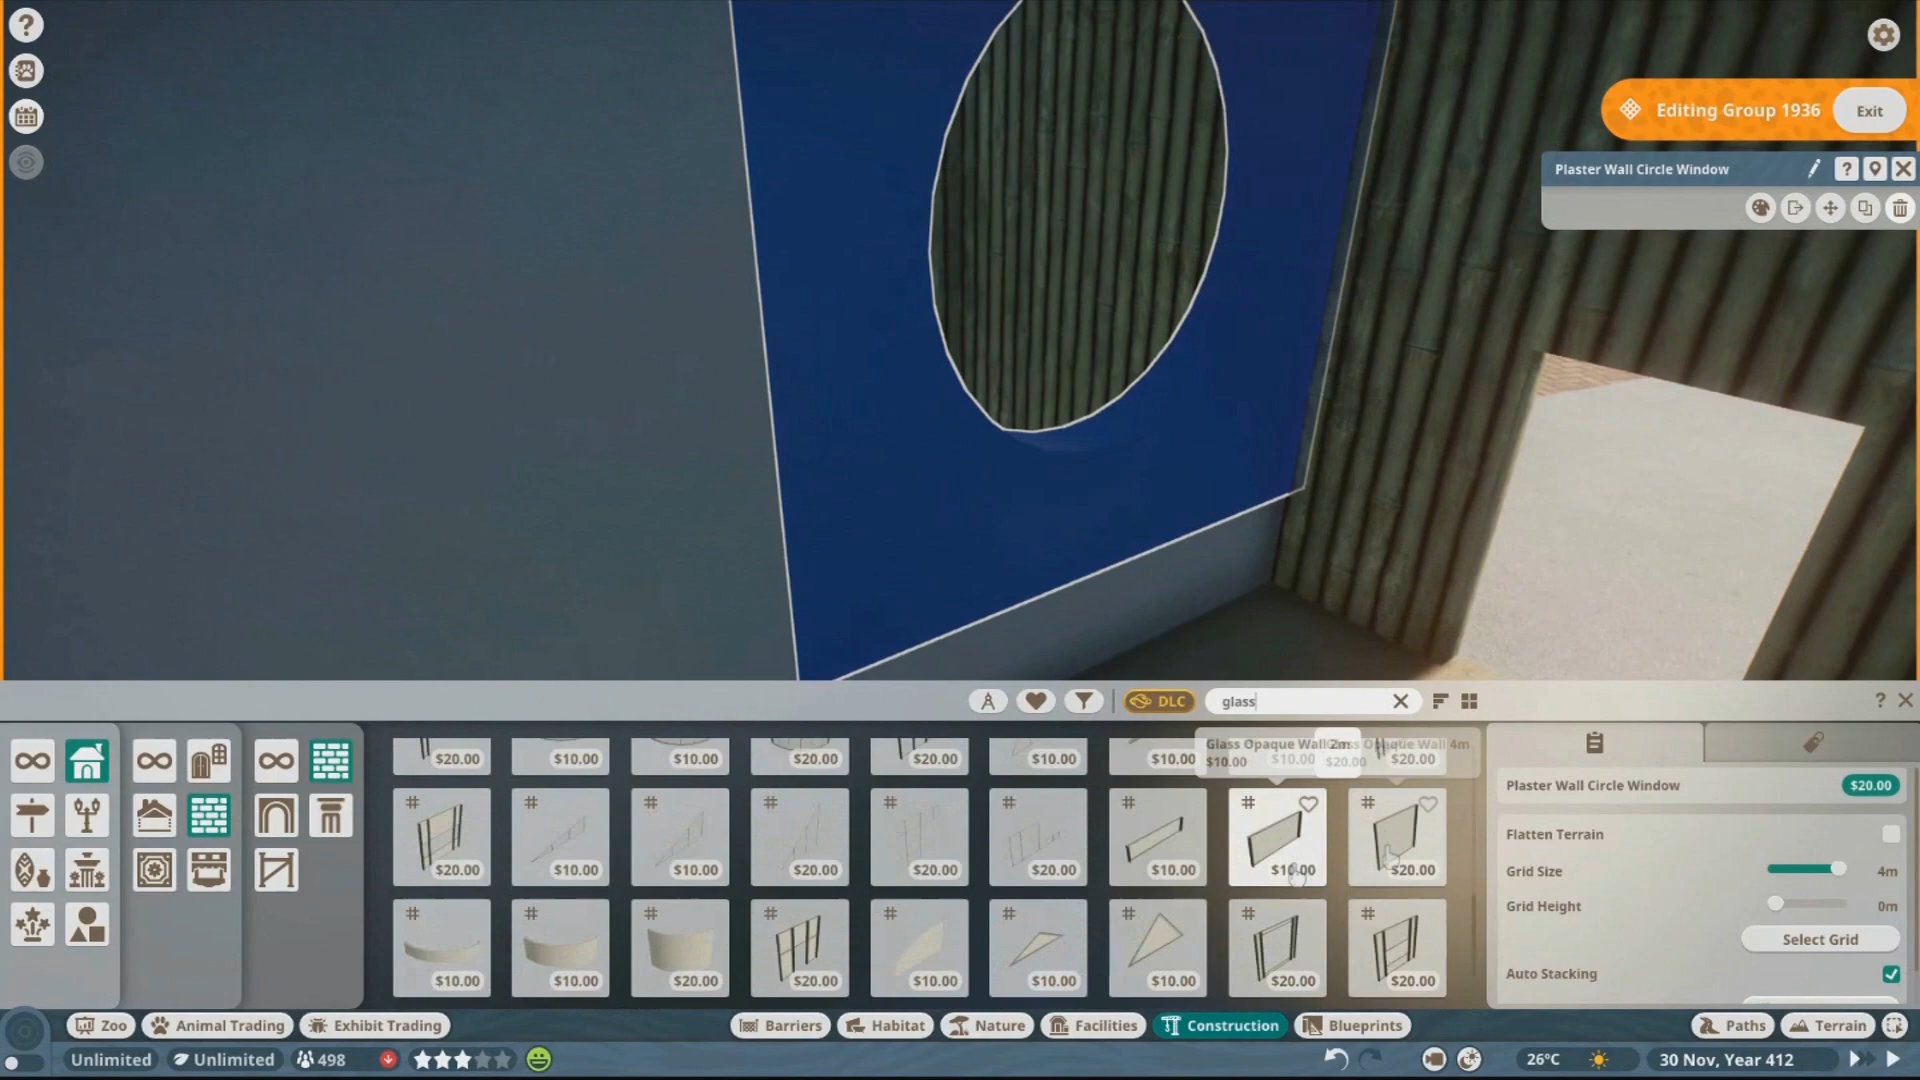 Editing Group 1936
Exit
Plaster Wall Circle Window
DLC
glass
$20.00
$10.00
$10.00
$20.00
$20.00
$10.00
$10.00
Glass Opaque Wall 2m
$10.00
$10.00
Opaque Wall 4m
$20.00
$20.00
$20.00
$10.00
$10.00
$20.00
$20.00
$20.00
$10.00
$10.00
$20.00
$10.00
$10.00
$20.00
$20.00
$10.00
$10.00
$10.00
$20.00
$20.00
Plaster Wall Circle Window
$20.00
Flatten Terrain
Grid Size
4m
Grid Height
0m
Select Grid
Auto Stacking
Zoo
Animal Trading
Exhibit Trading
Barriers
Habitat
Nature
Facilities
Construction
Blueprints
Paths
Terrain
Unlimited
Unlimited
498
26°C
30 Nov, Year 412